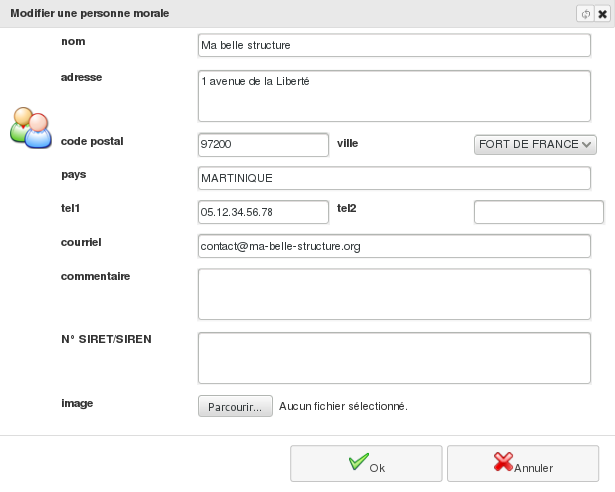 Modifier une personne morale
nom Ma belle structure
adresse 1 avenue de la Liberté
code postal 97200 ville FORT DE FRANCE
pays MARTINIQUE
tel1 05.12.34.56.78 tel2
courriel contact@ma-belle-structure.org
commentaire
N° SIRET/SIREN
image Parcourir... Aucun fichier sélectionné.
Ok Annuler